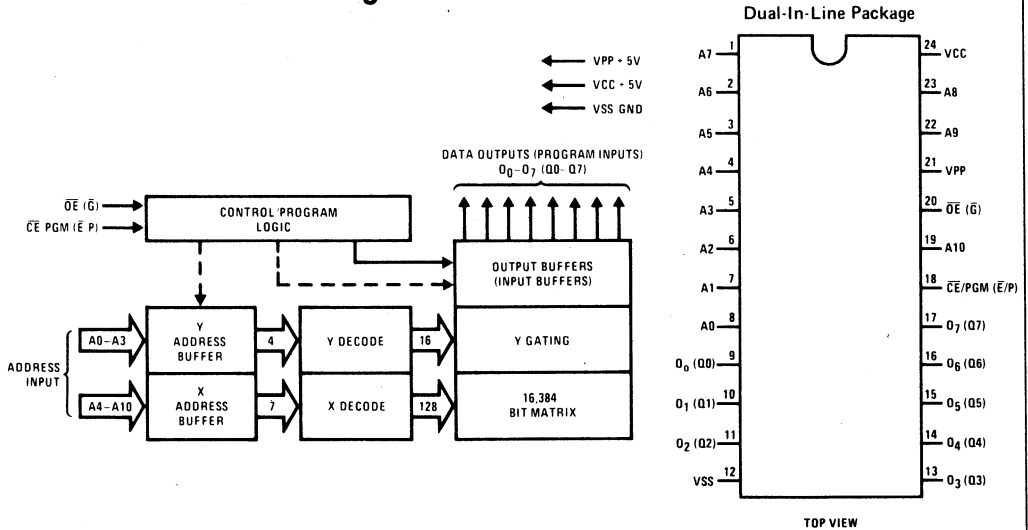 Dual-In-Line Package
VPP + 5V
VCC + 5V
VSS GND
DATA OUTPUTS (PROGRAM INPUTS)
O0–O7 (Q0–Q7)
OE (G)
CE PGM (E P)
CONTROL/PROGRAM
LOGIC
OUTPUT BUFFERS
(INPUT BUFFERS)
ADDRESS
INPUT
A0–A3
Y
ADDRESS
BUFFER
4
Y DECODE
16
Y GATING
A4–A10
X
ADDRESS
BUFFER
7
X DECODE
128
16,384
BIT MATRIX
A7 1
A6 2
A5 3
A4 4
A3 5
A2 6
A1 7
A0 8
O0 (Q0) 9
O1 (Q1) 10
O2 (Q2) 11
VSS 12
24 VCC
23 A8
22 A9
21 VPP
20 OE (G)
19 A10
18 CE/PGM (E/P)
17 O7 (Q7)
16 O6 (Q6)
15 O5 (Q5)
14 O4 (Q4)
13 O3 (Q3)
TOP VIEW